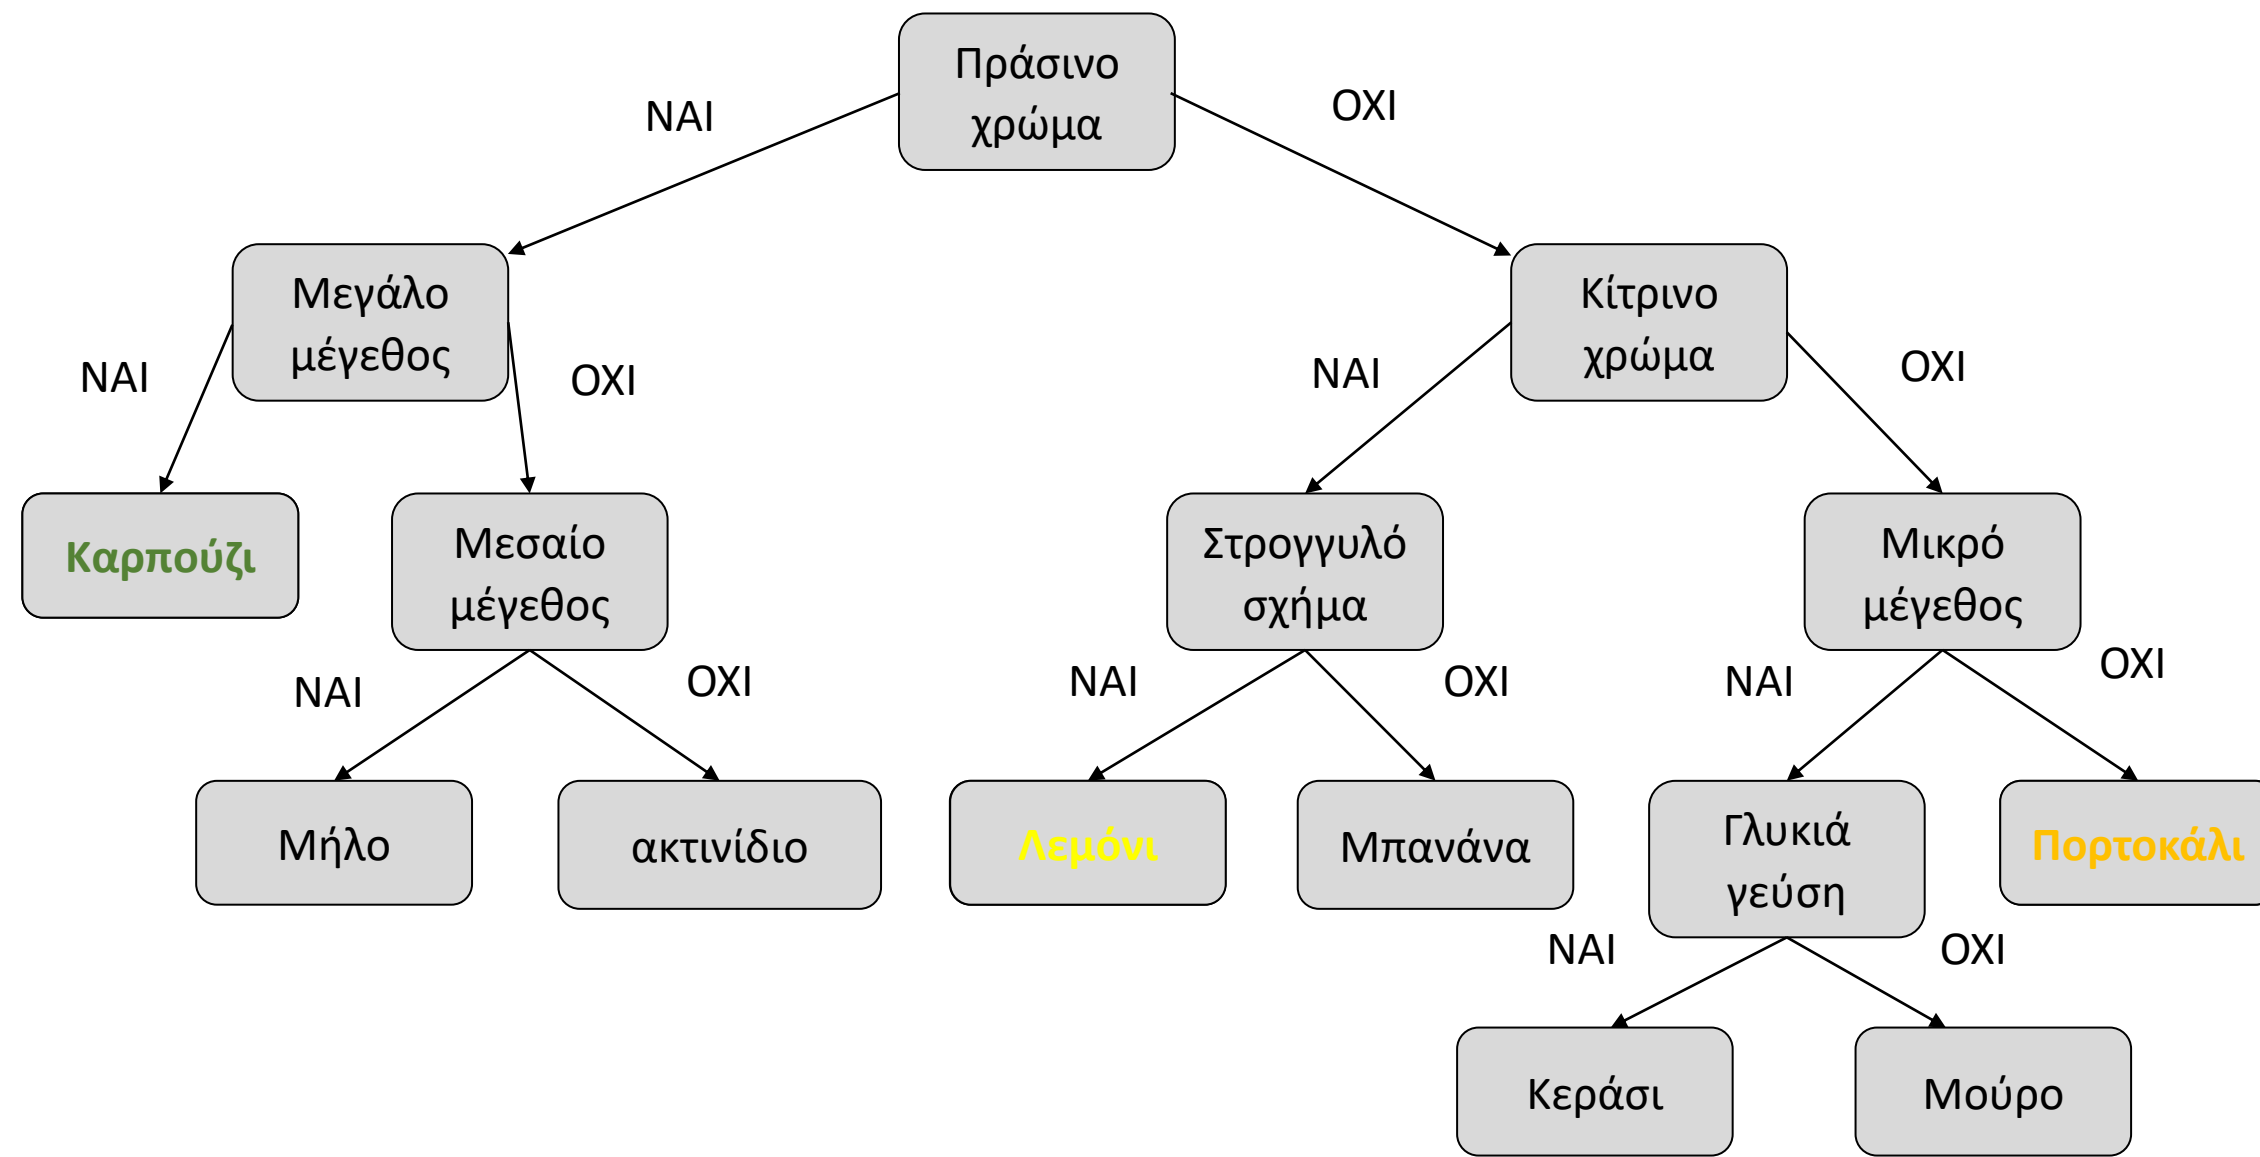 Πράσινο
χρώμα
ΝΑΙ
ΟΧΙ
Μεγάλο
μέγεθος
Κίτρινο
χρώμα
ΝΑΙ
ΟΧΙ
ΝΑΙ
ΟΧΙ
Καρπούζι
Μεσαίο
μέγεθος
Στρογγυλό
σχήμα
Μικρό
μέγεθος
ΝΑΙ
ΟΧΙ
ΝΑΙ
ΟΧΙ
ΝΑΙ
ΟΧΙ
Μήλο
ακτινίδιο
Λεμόνι
Μπανάνα
Γλυκιά
γεύση
Πορτοκάλι
ΝΑΙ
ΟΧΙ
Κεράσι
Μούρο